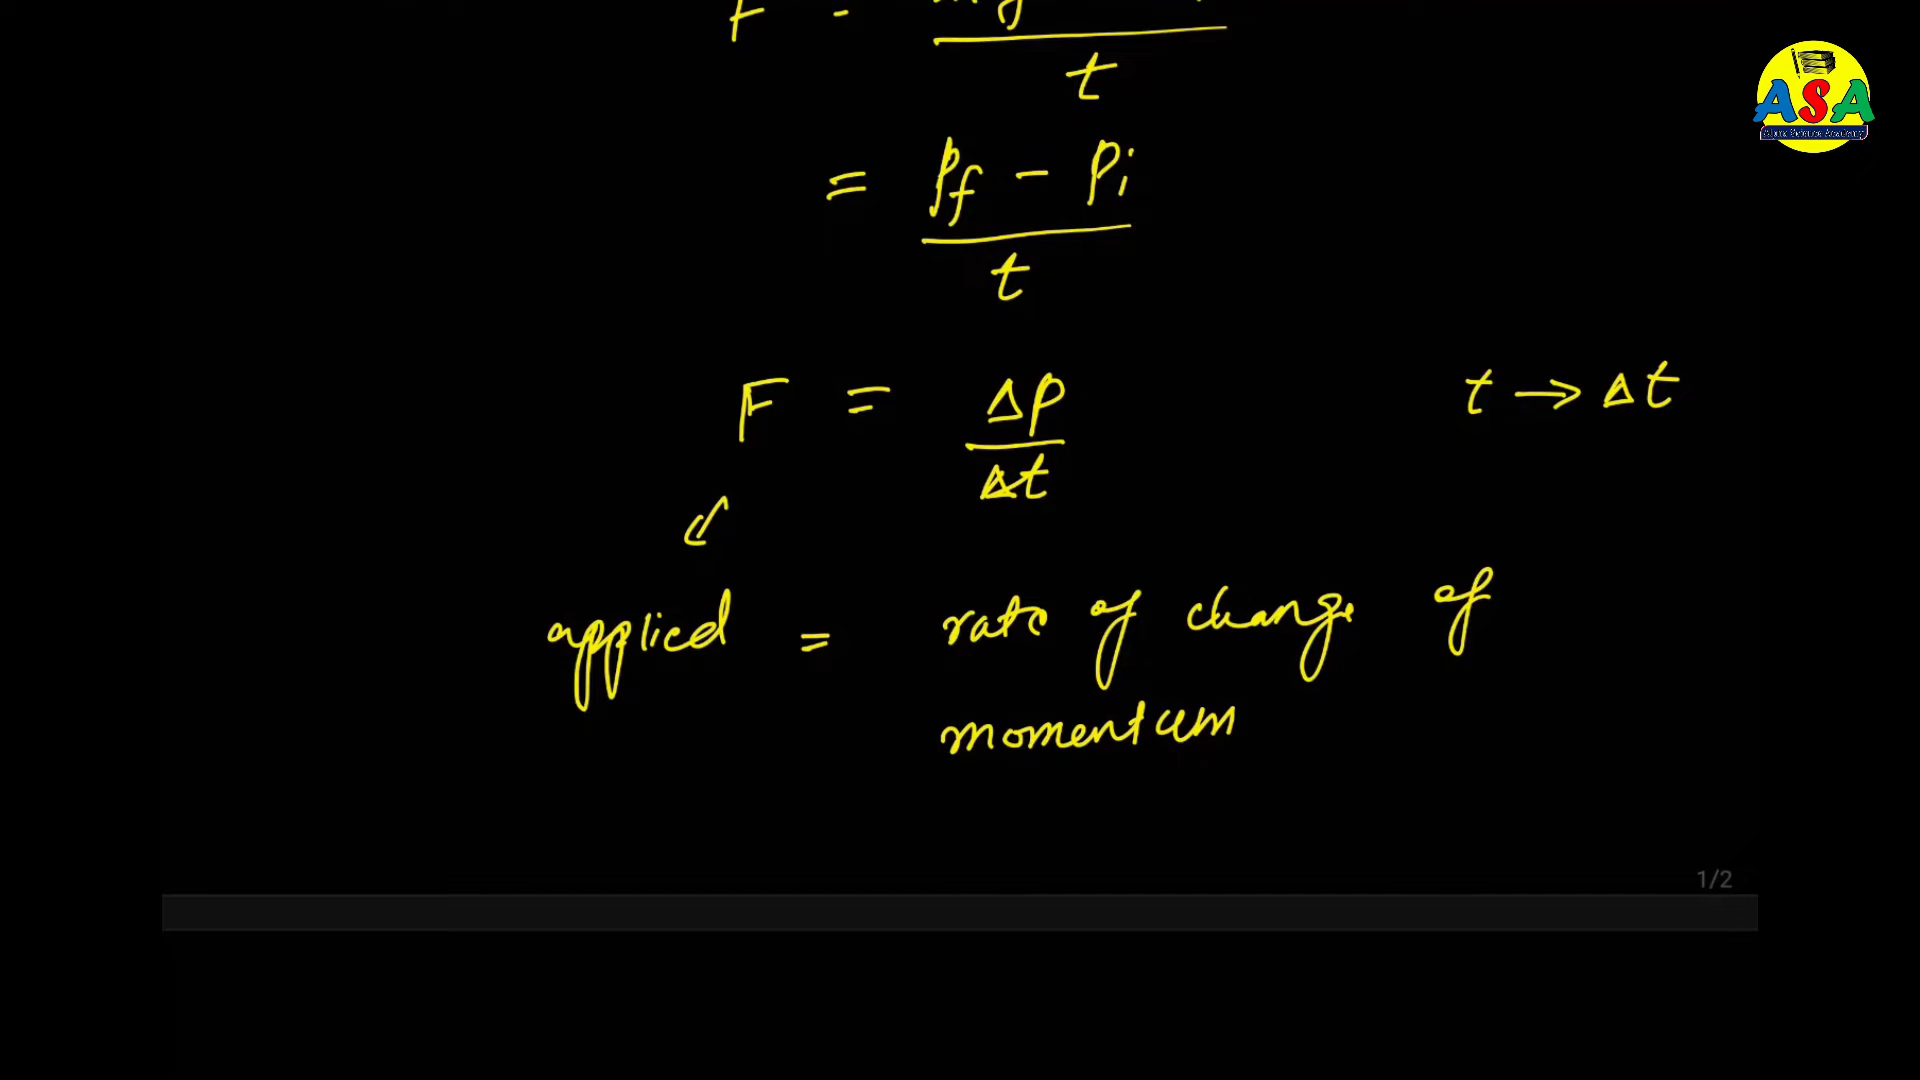 F =
t
ASA
= Pf - Pi
t
F = ΔP
Δt
t → Δt
applied = rate of change of
momentum
1/2